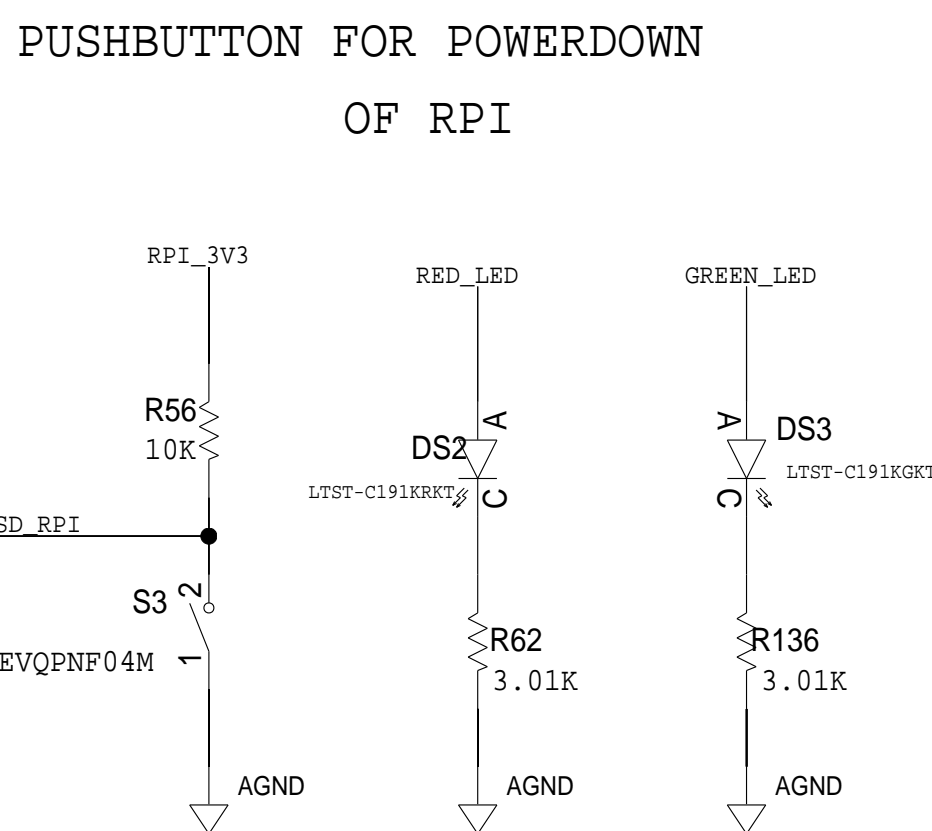 PUSHBUTTON FOR POWERDOWN
OF RPI
RPI_3V3
RED_LED
GREEN_LED
R56
10K
A
A
DS2
DS3
LTST-C191KRKT
LTST-C191KGKT
C
C
SD_RPI
S3
2
1
EVQPNF04M
R62
3.01K
R136
3.01K
AGND
AGND
AGND